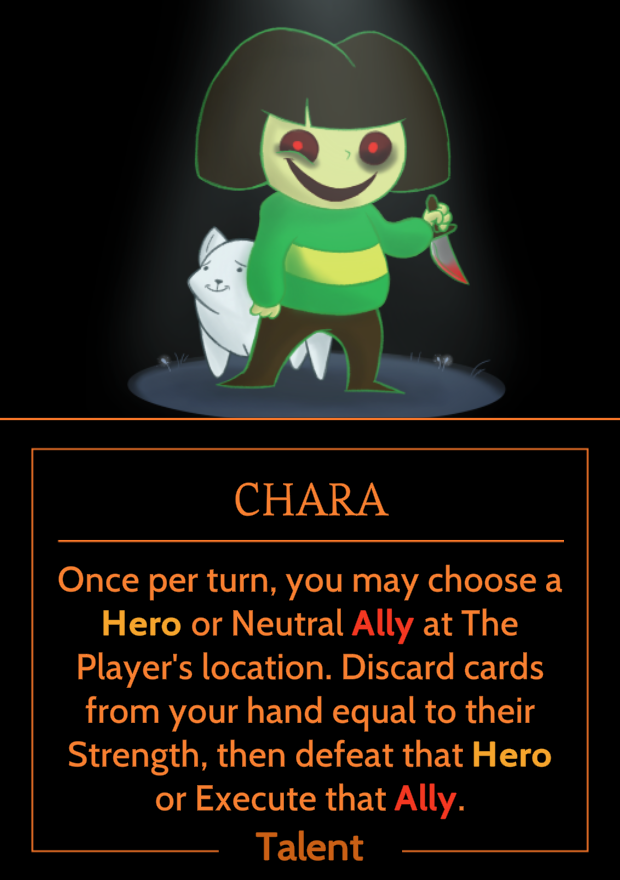 CHARA
Once per turn, you may choose a
Hero or Neutral Ally at The
Player's location. Discard cards
from your hand equal to their
Strength, then defeat that Hero
or Execute that Ally.
Talent